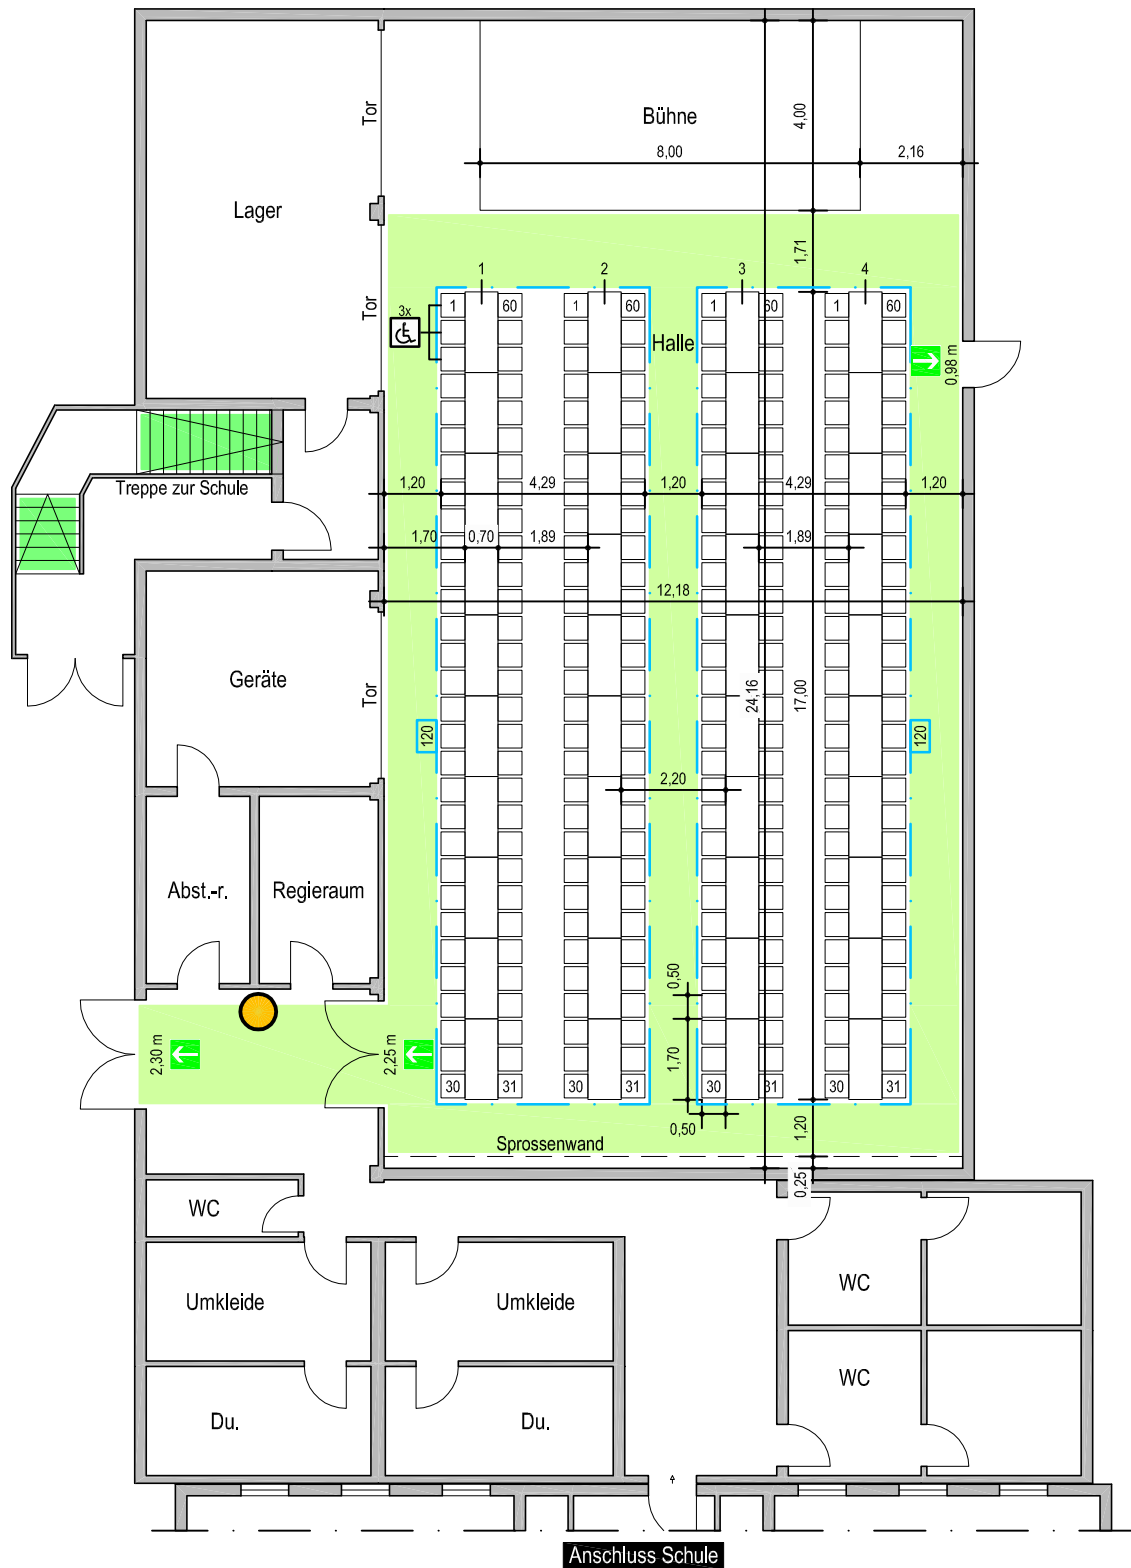 Tor
Bühne
4,00
8,00
2,16
Lager
1,71
1
2
3
4
Tor
3x
1
60
1
60
1
60
1
60
Halle
0,98 m
Treppe zur Schule
1,20
4,29
1,20
4,29
1,20
1,70
0,70
1,89
1,89
12,18
Geräte
Tor
24,16
17,00
120
120
2,20
Abst.-r.
Regieraum
0,50
2,30 m
2,25 m
1,70
30
31
30
31
30
31
30
31
0,50
1,20
Sprossenwand
0,25
WC
Umkleide
Umkleide
WC
WC
Du.
Du.
Anschluss Schule